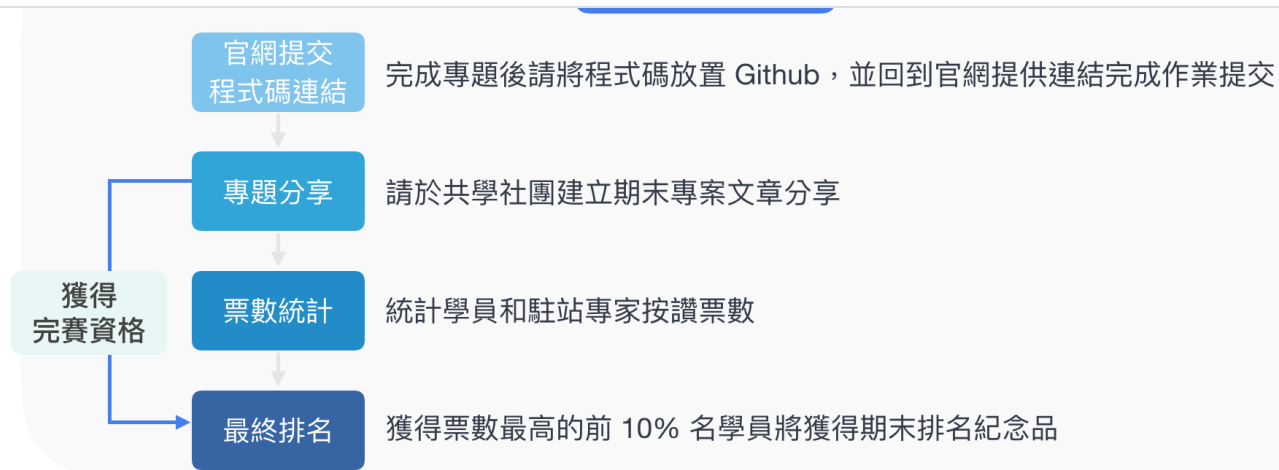 官網提交
程式碼連結
完成專題後請將程式碼放置 Github，並回到官網提供連結完成作業提交
專題分享
請於共學社團建立期末專案文章分享
獲得
完賽資格
票數統計
統計學員和駐站專家按讚票數
最終排名
獲得票數最高的前 10% 名學員將獲得期末排名紀念品